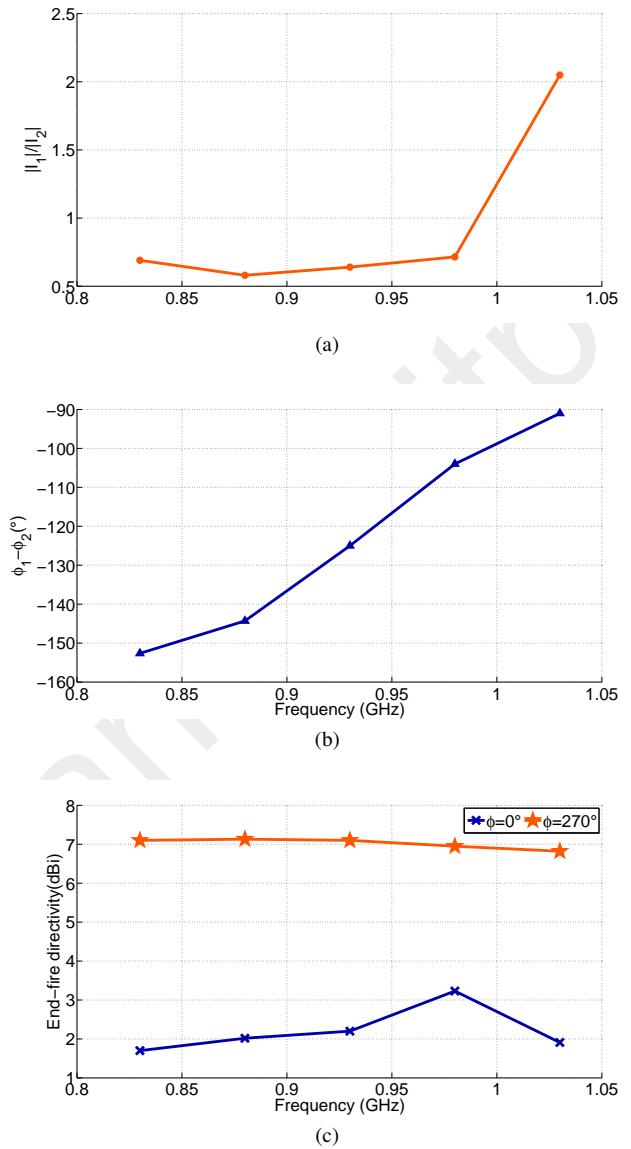 2.5
2
1.5
1
0.5
|I1|/|I2|
0.8 0.85 0.9 0.95 1 1.05
(a)
−90
−100
−110
−120
−130
−140
−150
−160
ϕ1−ϕ2(°)
0.8 0.85 0.9 0.95 1 1.05
Frequency (GHz)
(b)
8
7
6
5
4
3
2
1
End−fire directivity(dBi)
ϕ=0° ϕ=270°
0.8 0.85 0.9 0.95 1 1.05
Frequency (GHz)
(c)